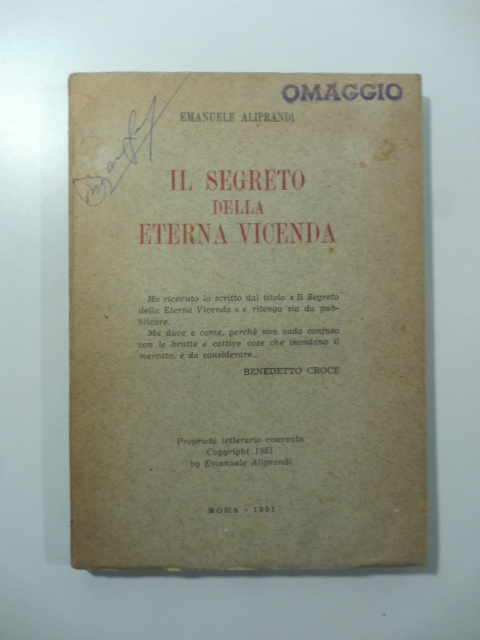 OMAGGIO
EMANUELE ALIPRANDI
IL SEGRETO
DELLA
ETERNA VICENDA
Ho ricevuto lo scritto dal titolo « Il Segreto
della Eterna Vicenda » e ritengo sia da pub-
blicare.
Ma dove e come, perché non vada confuso
con le brutte e cattive cose che inondano il
mercato, è da considerare...
BENEDETTO CROCE
Proprietà letteraria riservata
Copyright 1951
by Emanuele Aliprandi
ROMA - 1951